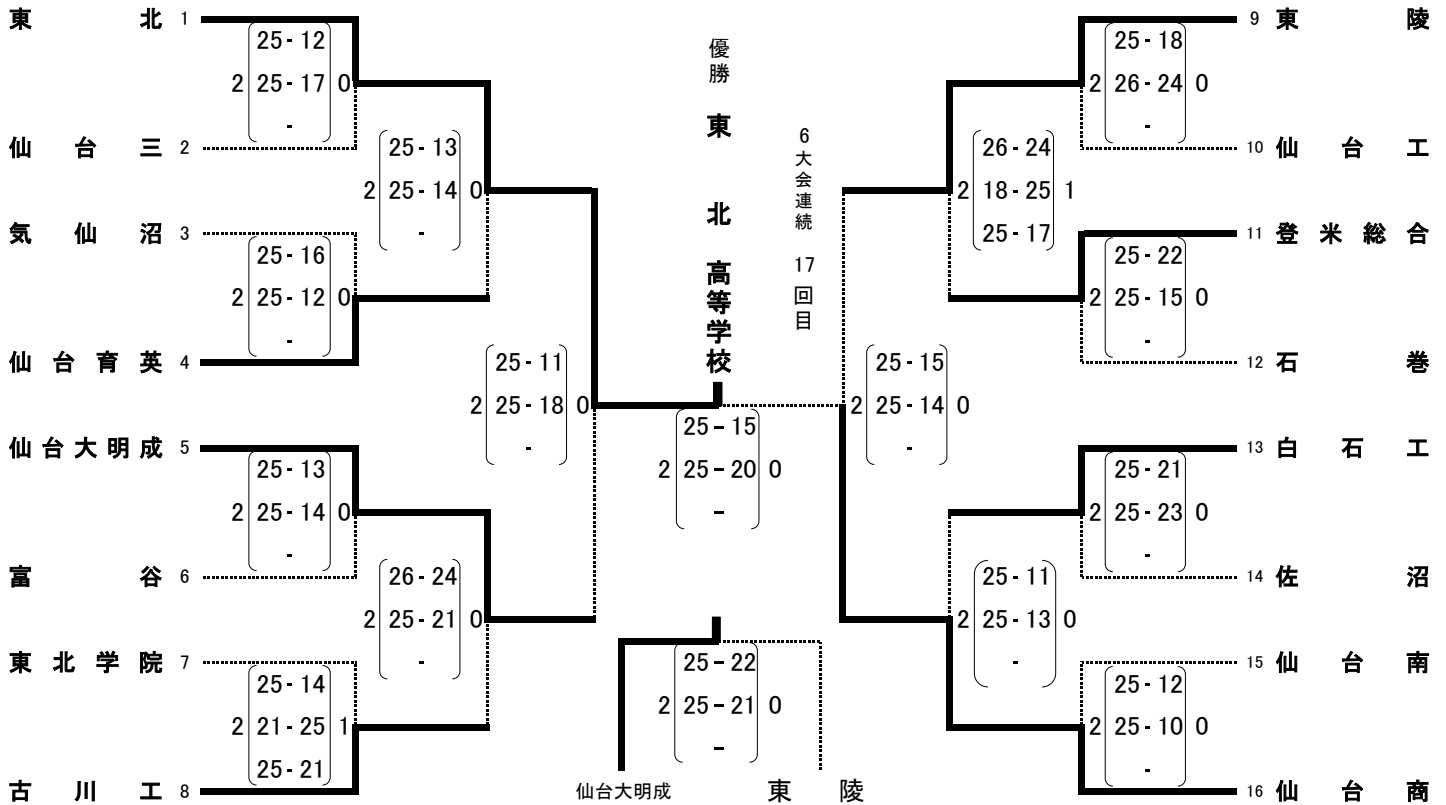 東北 1
25-12
2 25-17 0
-
仙台三 2
25-13
2 25-14 0
-
気仙沼 3
25-16
2 25-12 0
-
仙台育英 4
25-11
2 25-18 0
-
仙台大明成 5
25-13
2 25-14 0
-
富谷 6
26-24
2 25-21 0
-
東北学院 7
25-14
2 21-25 1
25-21
古川工 8
優勝 東北高等学校
6大会連続 17回目
25-15
2 25-20 0
-
25-22
2 25-21 0
-
仙台大明成 東陵
9 東陵
25-18
2 26-24 0
-
10 仙台工
26-24
2 18-25 1
25-17
11 登米総合
25-22
2 25-15 0
-
12 石巻
25-15
2 25-14 0
-
13 白石工
25-21
2 25-23 0
-
14 佐沼
25-11
2 25-13 0
-
15 仙台南
25-12
2 25-10 0
-
16 仙台商